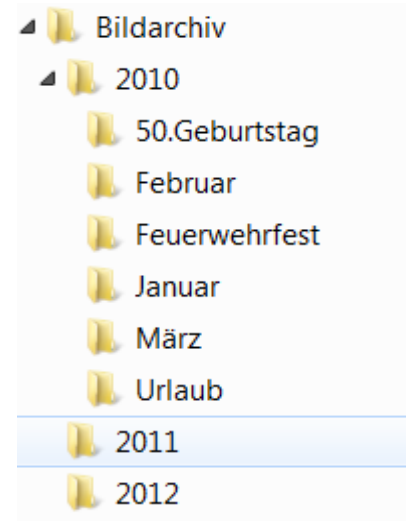 Bildarchiv
2010
50.Geburtstag
Februar
Feuerwehrfest
Januar
März
Urlaub
2011
2012